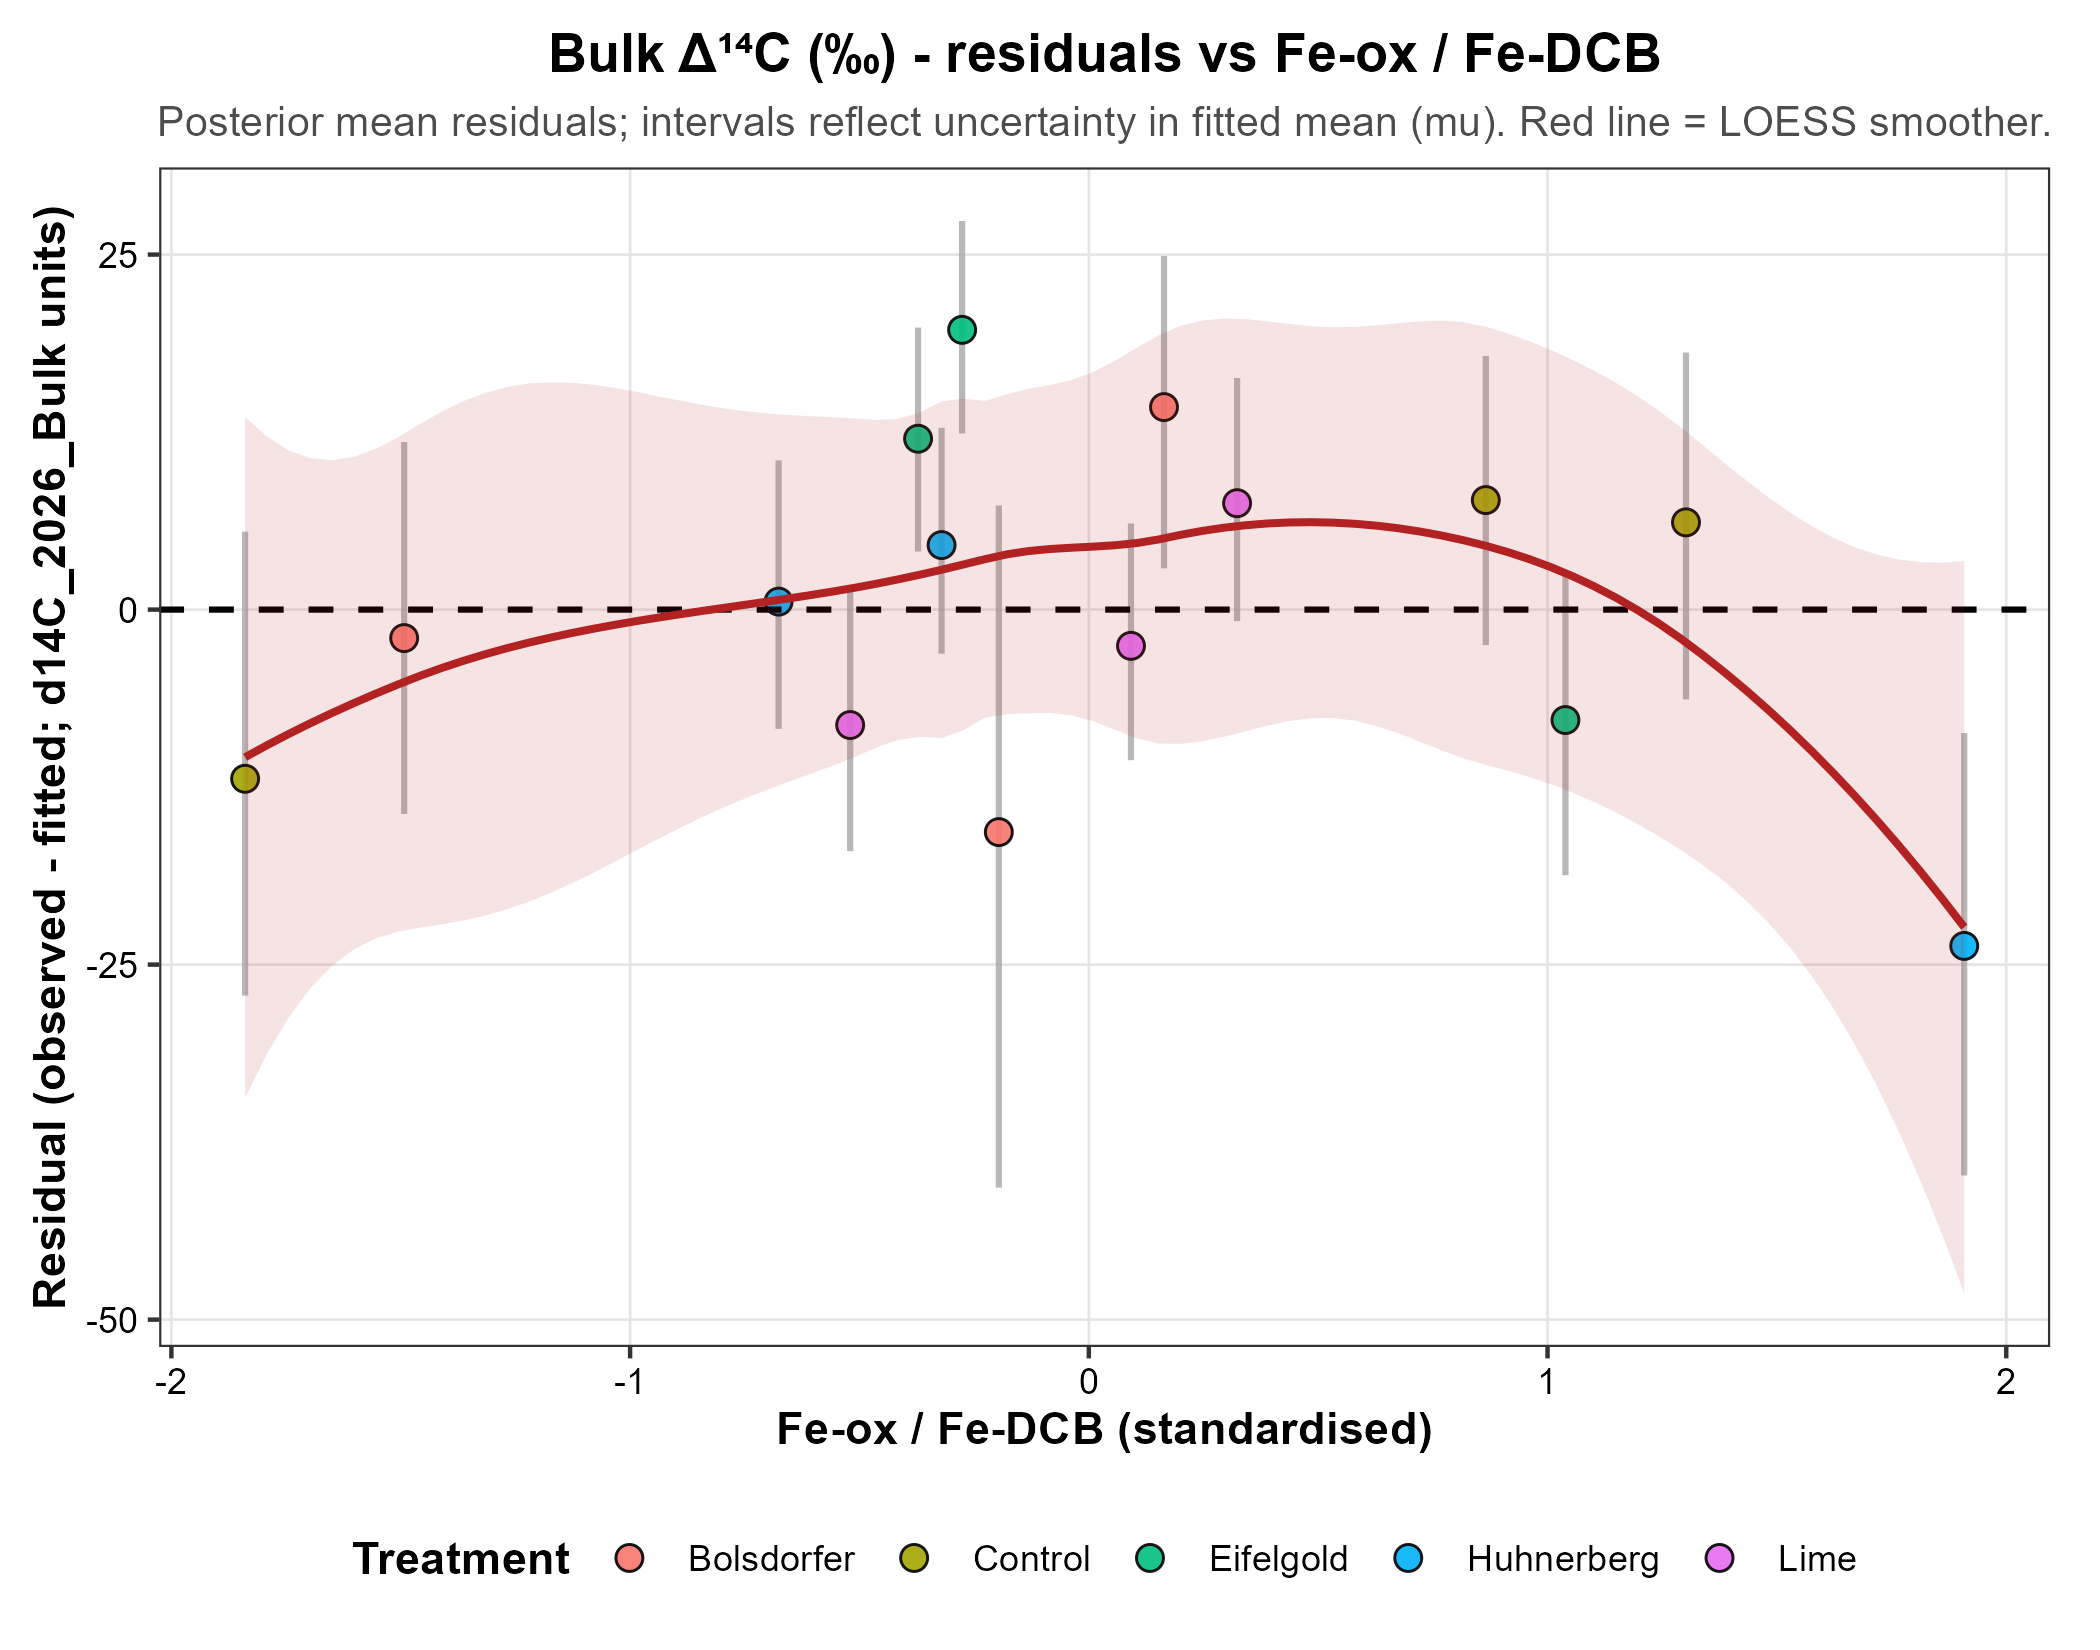 Bulk Δ¹⁴C (‰) - residuals vs Fe-ox / Fe-DCB
Posterior mean residuals; intervals reflect uncertainty in fitted mean (mu). Red line = LOESS smoother.
Residual (observed - fitted; d14C_2026_Bulk units)
25
0
-25
-50
-2
-1
0
1
2
Fe-ox / Fe-DCB (standardised)
Treatment
Bolsdorfer
Control
Eifelgold
Huhnerberg
Lime